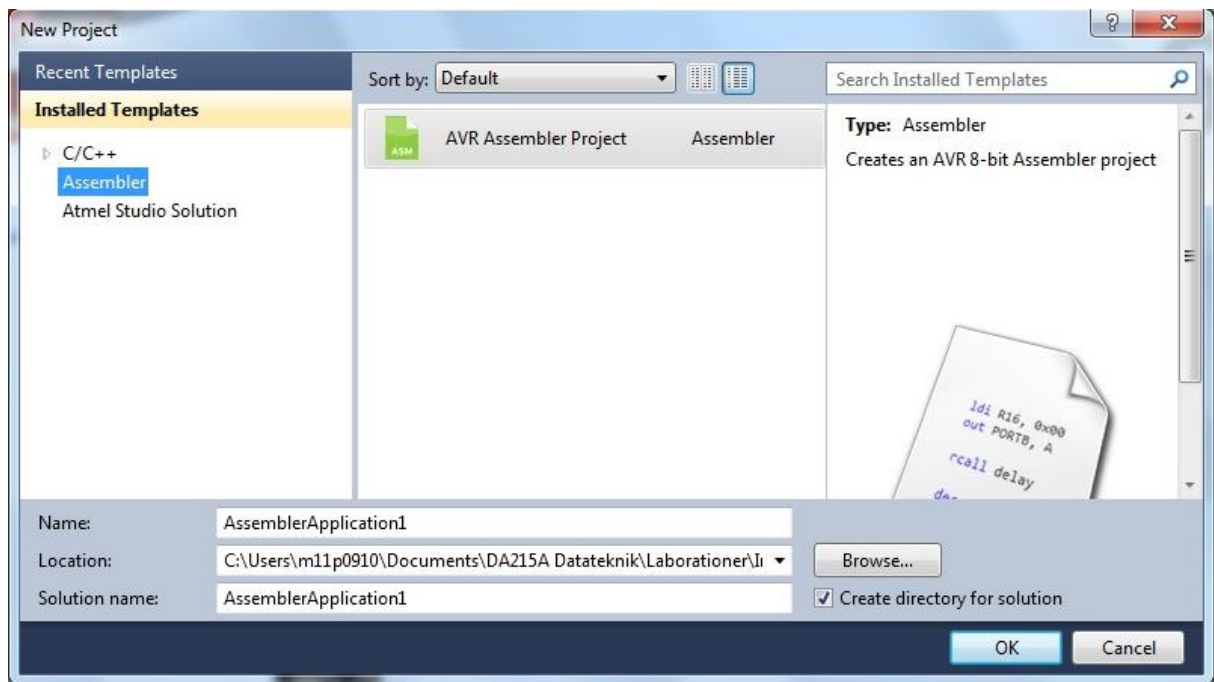 New Project
Recent Templates
Installed Templates
C/C++
Assembler
Atmel Studio Solution
Sort by: Default
ASM AVR Assembler Project Assembler
Search Installed Templates
Type: Assembler
Creates an AVR 8-bit Assembler project
ldi R16, 0x00
out PORTB, A
rcall delay
Name: AssemblerApplication1
Location: C:\Users\m11p0910\Documents\DA215A Datateknik\Laborationer\
Browse...
Solution name: AssemblerApplication1
Create directory for solution
OK Cancel